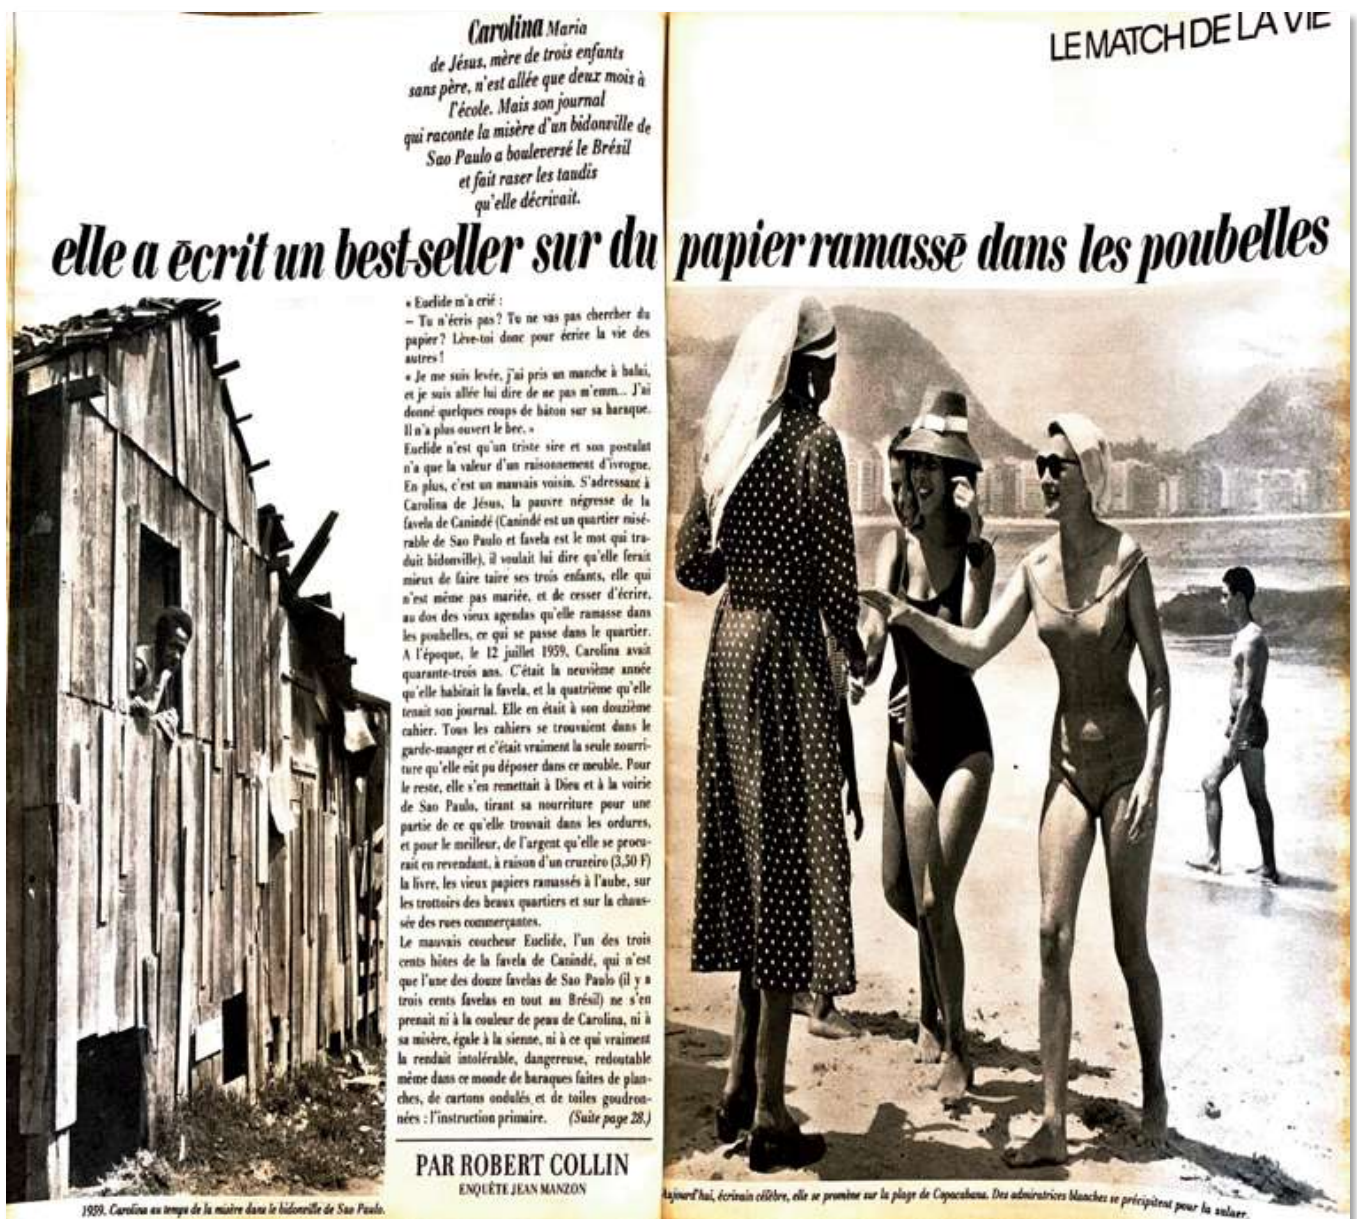 Carolina Maria
de Jésus, mère de trois enfants
sans père, n'est allée que deux mois à
l'école. Mais son journal
qui raconte la misère d'un bidonville de
Sao Paulo a bouleversé le Brésil
et fait raser les taudis
qu'elle décrivait.
LE MATCH DE LA VIE
elle a écrit un best-seller sur du papier ramassé dans les poubelles
« Euclide m'a crié :
– Tu n'écris pas ? Tu ne vas pas chercher du
papier ? Lève-toi donc pour écrire la vie des
autres !
« Je me suis levée, j'ai pris un manche à balai,
et je suis allée lui dire de ne pas m'emm... J'ai
donné quelques coups de bâton sur sa baraque.
Il n'a plus ouvert le bec. »
Euclide n'est qu'un triste sire et son postulat
n'a que la valeur d'un raisonnement d'ivrogne.
En plus, c'est un mauvais voisin. S'adressant à
Carolina de Jésus, la pauvre négresse de la
favela de Canindé (Canindé est un quartier misé-
rable de Sao Paulo et favela est le mot qui tra-
duit bidonville), il voulait lui dire qu'elle ferait
mieux de faire taire ses trois enfants, elle qui
n'est même pas mariée, et de cesser d'écrire,
au dos des vieux agendas qu'elle ramasse dans
les poubelles, ce qui se passe dans le quartier.
A l'époque, le 12 juillet 1959, Carolina avait
quarante-trois ans. C'était la neuvième année
qu'elle habitait la favela, et la quatrième qu'elle
tenait son journal. Elle en était à son douzième
cahier. Tous les cahiers se trouvaient dans le
garde-manger et c'était vraiment la seule nourri-
ture qu'elle eût pu déposer dans ce meuble. Pour
le reste, elle s'en remettait à Dieu et à la voirie
de Sao Paulo, tirant sa nourriture pour une
partie de ce qu'elle trouvait dans les ordures,
et pour le meilleur, de l'argent qu'elle se procu-
rait en revendant, à raison d'un cruzeiro (3,50 F)
la livre, les vieux papiers ramassés à l'aube, sur
les trottoirs des beaux quartiers et sur la chaus-
sée des rues commerçantes.
Le mauvais coucheur Euclide, l'un des trois
cents hôtes de la favela de Canindé, qui n'est
que l'une des douze favelas de Sao Paulo (il y a
trois cents favelas en tout au Brésil) ne s'en
prenait ni à la couleur de peau de Carolina, ni à
sa misère, égale à la sienne, ni à ce qui vraiment
la rendait intolérable, dangereuse, redoutable
même dans ce monde de baraques faites de plan-
ches, de cartons ondulés et de toiles goudron-
nées : l'instruction primaire. (Suite page 28.)
PAR ROBERT COLLIN
ENQUÊTE JEAN MANZON
1959. Carolina au temps de la misère dans le bidonville de Sao Paulo.
Aujourd'hui, écrivain célèbre, elle se promène sur la plage de Copacabana. Des admiratrices blanches se précipitent pour la saluer.